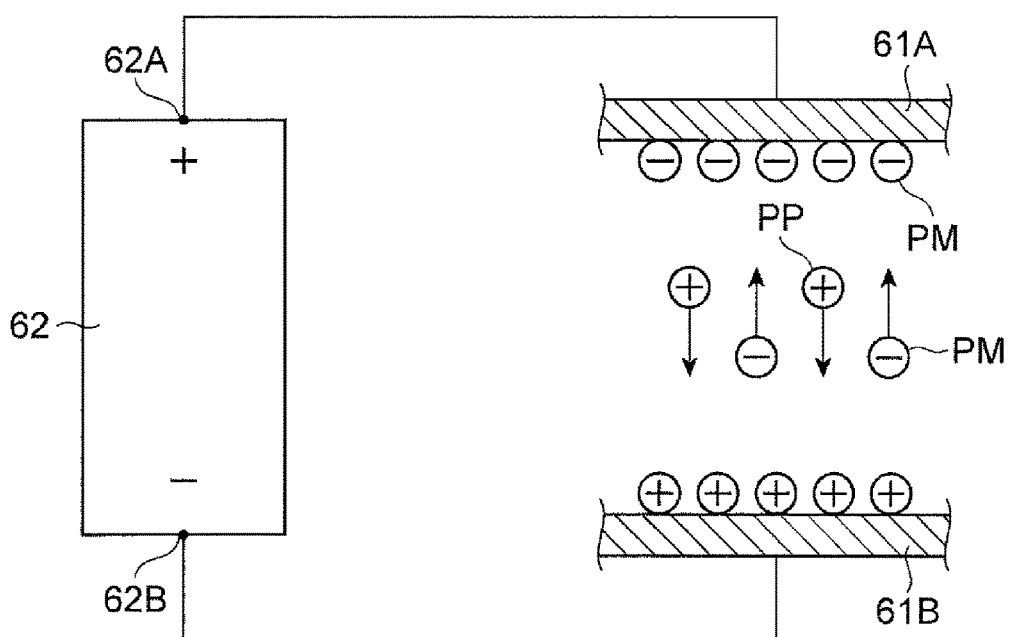 62A
61A
+
− − − − −
PP
PM
+ +
62
− −
PM
−
+ + + + +
62B
61B